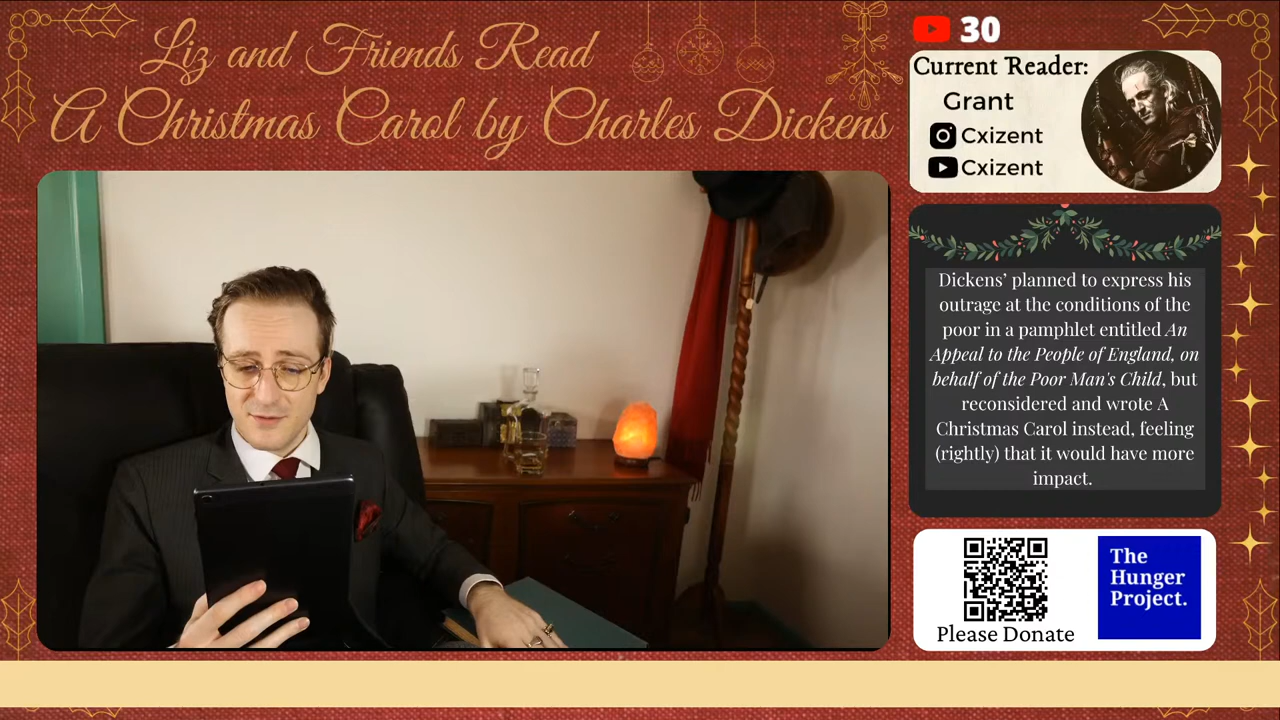 Liz and Friends Read
A Christmas Carol by Charles Dickens
30
Current Reader:
Grant
Cxizent
Cxizent
Dickens’ planned to express his
outrage at the conditions of the
poor in a pamphlet entitled An
Appeal to the People of England, on
behalf of the Poor Man's Child, but
reconsidered and wrote A
Christmas Carol instead, feeling
(rightly) that it would have more
impact.
Please Donate
The
Hunger
Project.